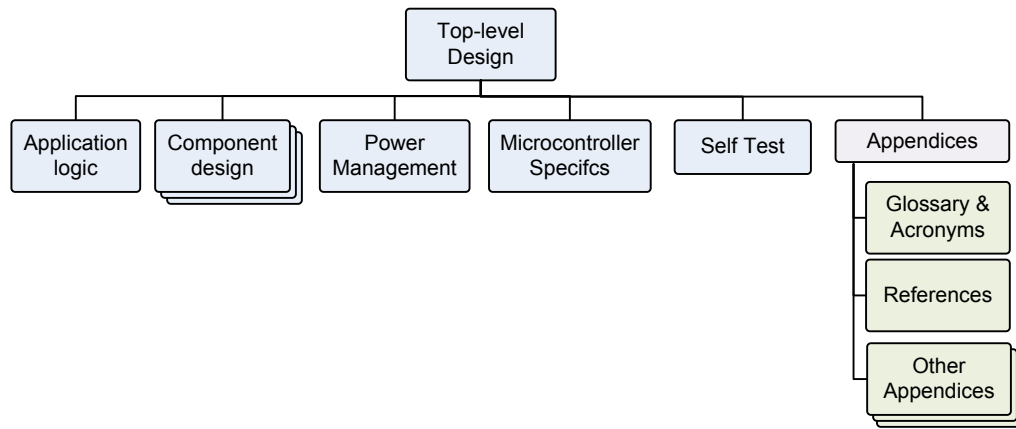 Top-level
Design
Application
logic
Component
design
Power
Management
Microcontroller
Specifcs
Self Test
Appendices
Glossary &
Acronyms
References
Other
Appendices